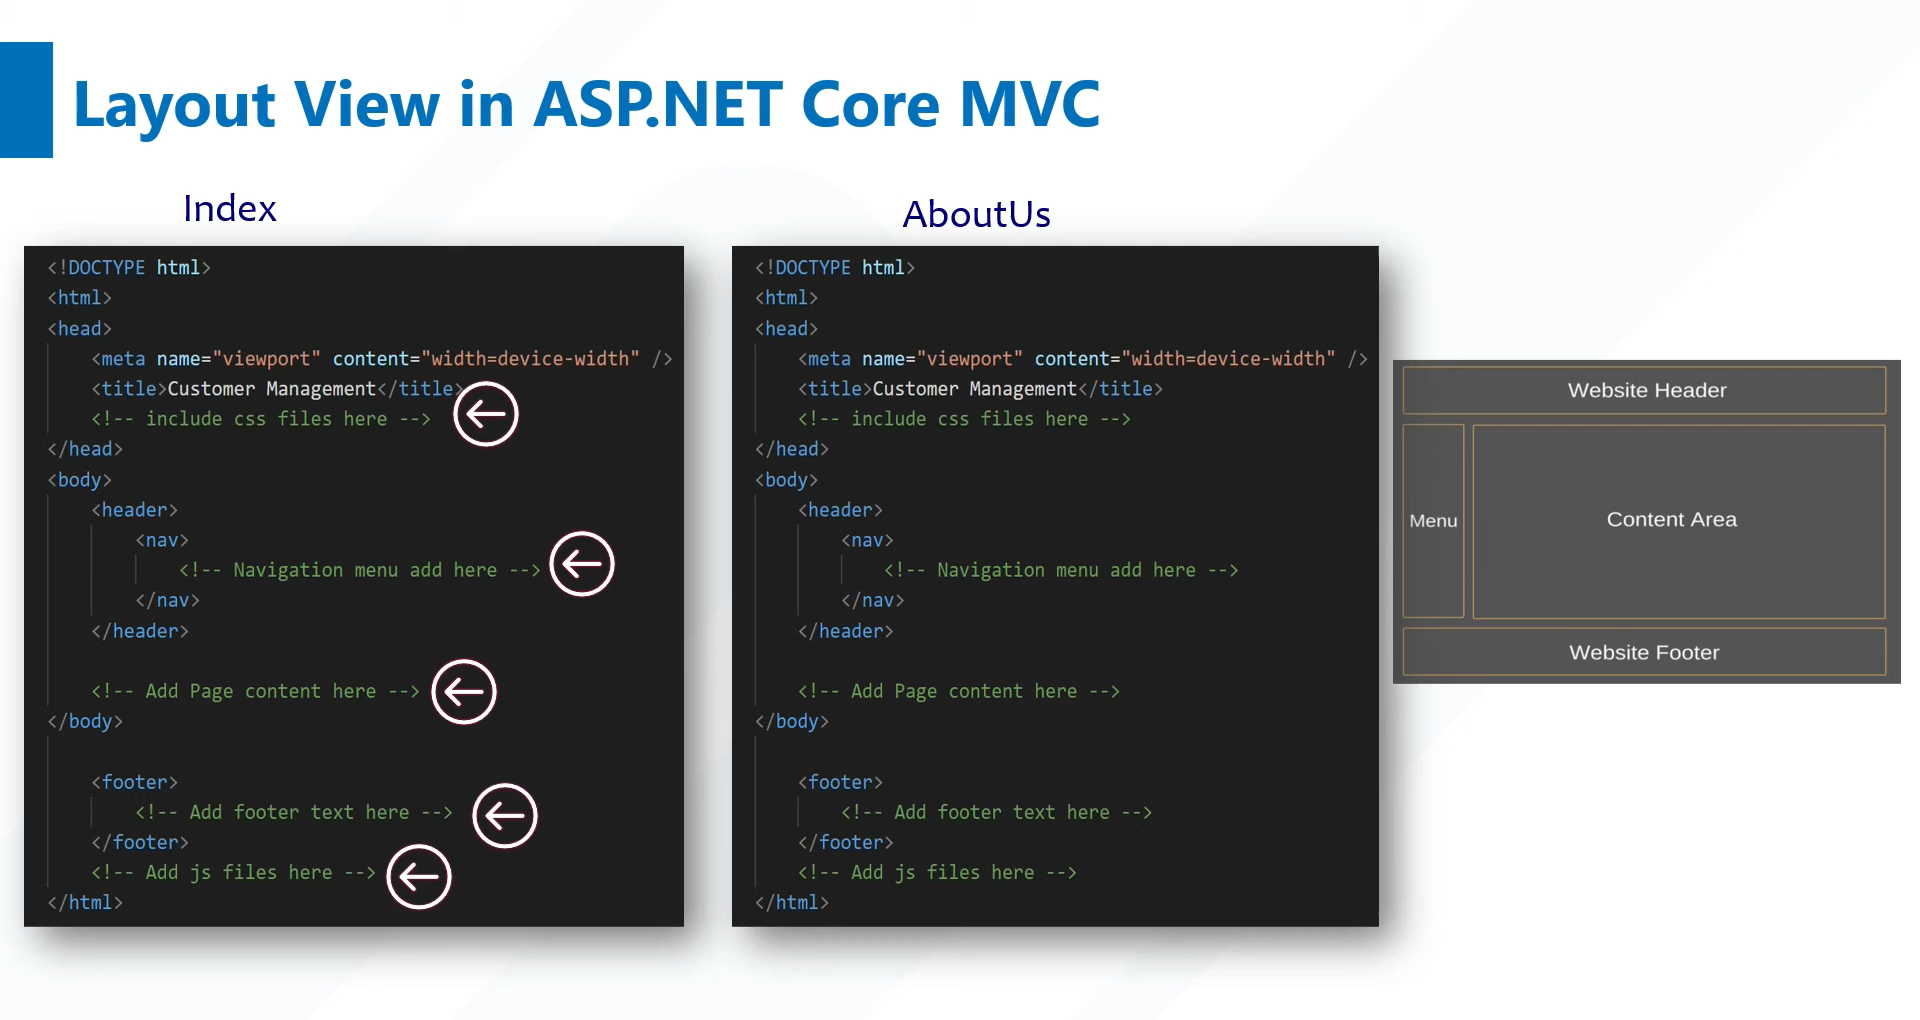 Layout View in ASP.NET Core MVC
Index
<!DOCTYPE html>
<html>
<head>
<meta name="viewport" content="width=device-width" />
<title>Customer Management</title>
<!-- include css files here -->
</head>
<body>
<header>
<nav>
<!-- Navigation menu add here -->
</nav>
</header>
<!-- Add Page content here -->
</body>
<footer>
<!-- Add footer text here -->
</footer>
<!-- Add js files here -->
</html>
AboutUs
<!DOCTYPE html>
<html>
<head>
<meta name="viewport" content="width=device-width" />
<title>Customer Management</title>
<!-- include css files here -->
</head>
<body>
<header>
<nav>
<!-- Navigation menu add here -->
</nav>
</header>
<!-- Add Page content here -->
</body>
<footer>
<!-- Add footer text here -->
</footer>
<!-- Add js files here -->
</html>
Website Header
Menu
Content Area
Website Footer